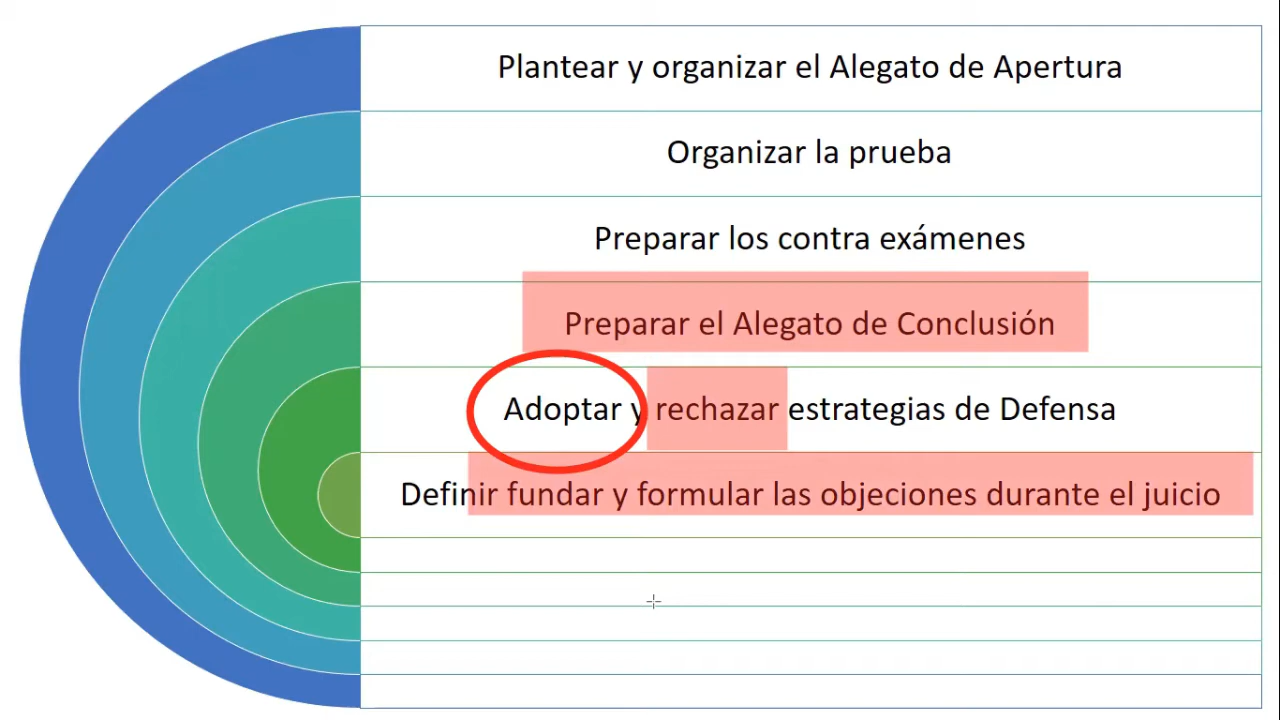 Plantear y organizar el Alegato de Apertura
Organizar la prueba
Preparar los contra exámenes
Preparar el Alegato de Conclusión
Adoptar y rechazar estrategias de Defensa
Definir fundar y formular las objeciones durante el juicio